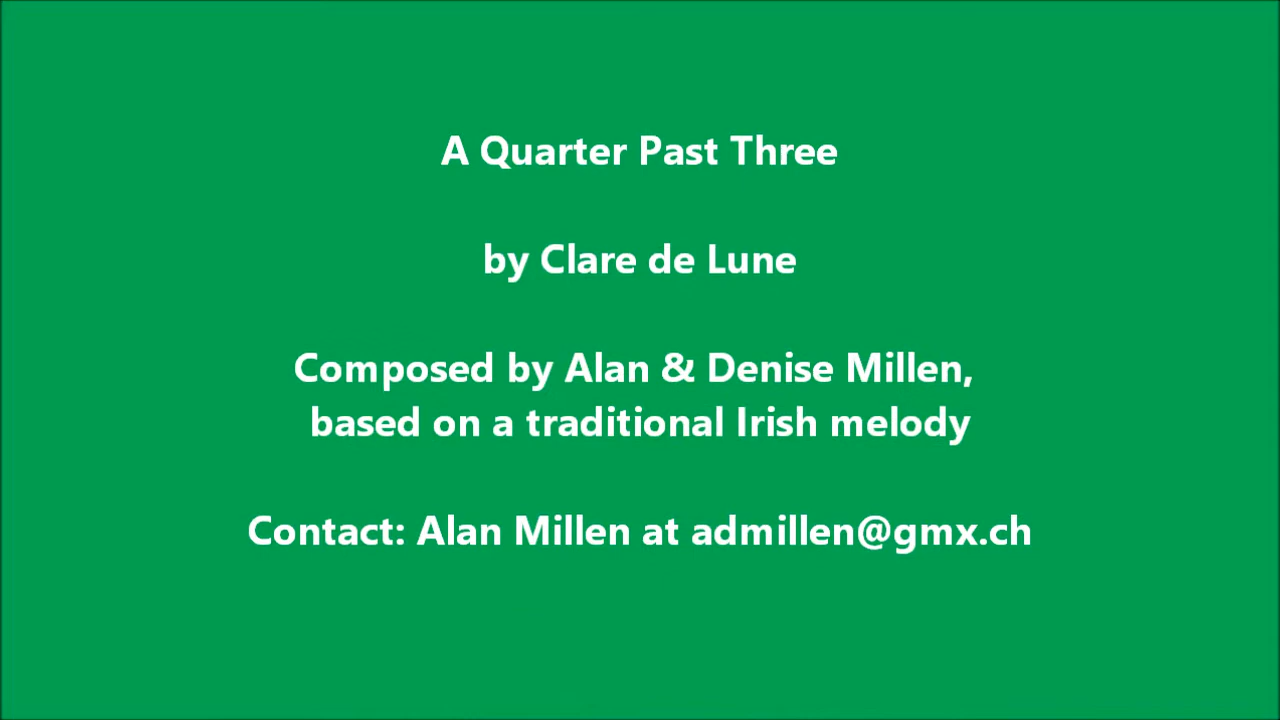 A Quarter Past Three
by Clare de Lune
Composed by Alan & Denise Millen,
based on a traditional Irish melody
Contact: Alan Millen at admillen@gmx.ch